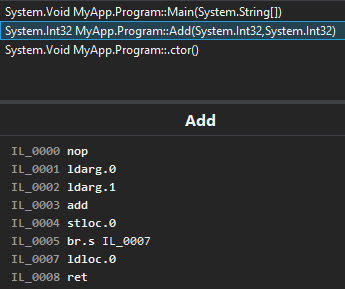 System.Void MyApp.Program::Main(System.String[])
System.Int32 MyApp.Program::Add(System.Int32,System.Int32)
System.Void MyApp.Program::.ctor()
Add
IL_0000 nop
IL_0001 ldarg.0
IL_0002 ldarg.1
IL_0003 add
IL_0004 stloc.0
IL_0005 br.s IL_0007
IL_0007 ldloc.0
IL_0008 ret